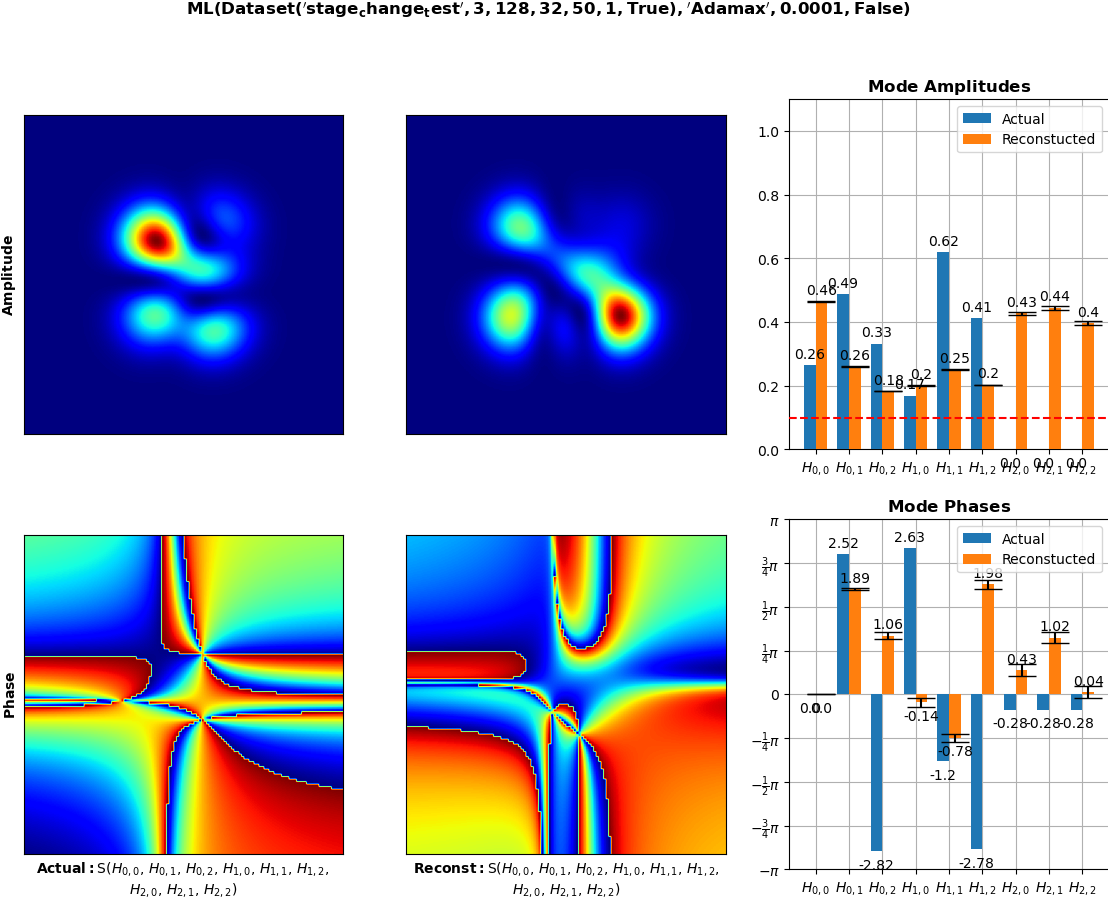 ML(Dataset('stage_change_test', 3, 128, 32, 50, 1, True), 'Adamax', 0.0001, False)
Amplitude
Mode Amplitudes
Actual
Reconstucted
1.0
0.8
0.6
0.4
0.2
0.0
0.26 0.46 0.49 0.26 0.33 0.18 0.17 0.2 0.62 0.25 0.41 0.2 0.0 0.43 0.0 0.44 0.0 0.4
H0,0 H0,1 H0,2 H1,0 H1,1 H1,2 H2,0 H2,1 H2,2
Phase
Mode Phases
Actual
Reconstucted
π
3/4π
1/2π
1/4π
0
−1/4π
−1/2π
−3/4π
−π
0.0 0.0 2.52 1.89 -2.82 1.06 2.63 -0.14 -1.2 -0.78 -2.78 1.98 -0.28 0.43 -0.28 1.02 -0.28 0.04
H0,0 H0,1 H0,2 H1,0 H1,1 H1,2 H2,0 H2,1 H2,2
Actual: S(H0,0, H0,1, H0,2, H1,0, H1,1, H1,2,
H2,0, H2,1, H2,2)
Reconst: S(H0,0, H0,1, H0,2, H1,0, H1,1, H1,2,
H2,0, H2,1, H2,2)